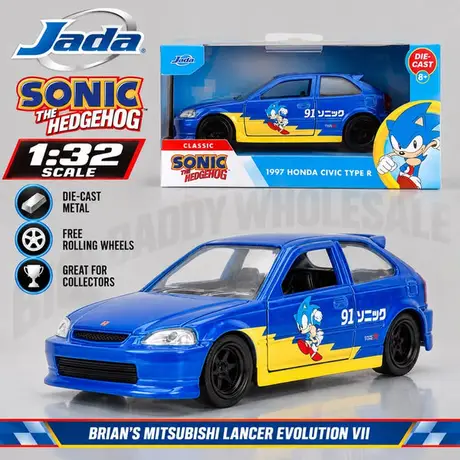 Jada
SONIC
THE HEDGEHOG
1:32
SCALE
DIE-CAST
METAL
FREE
ROLLING WHEELS
GREAT FOR
COLLECTORS
Jada
DIE-
CAST
8+
91 ソニック
CLASSIC
SONIC
THE HEDGEHOG
1997 HONDA CIVIC TYPE R
91 ソニック
BRIAN'S MITSUBISHI LANCER EVOLUTION VII